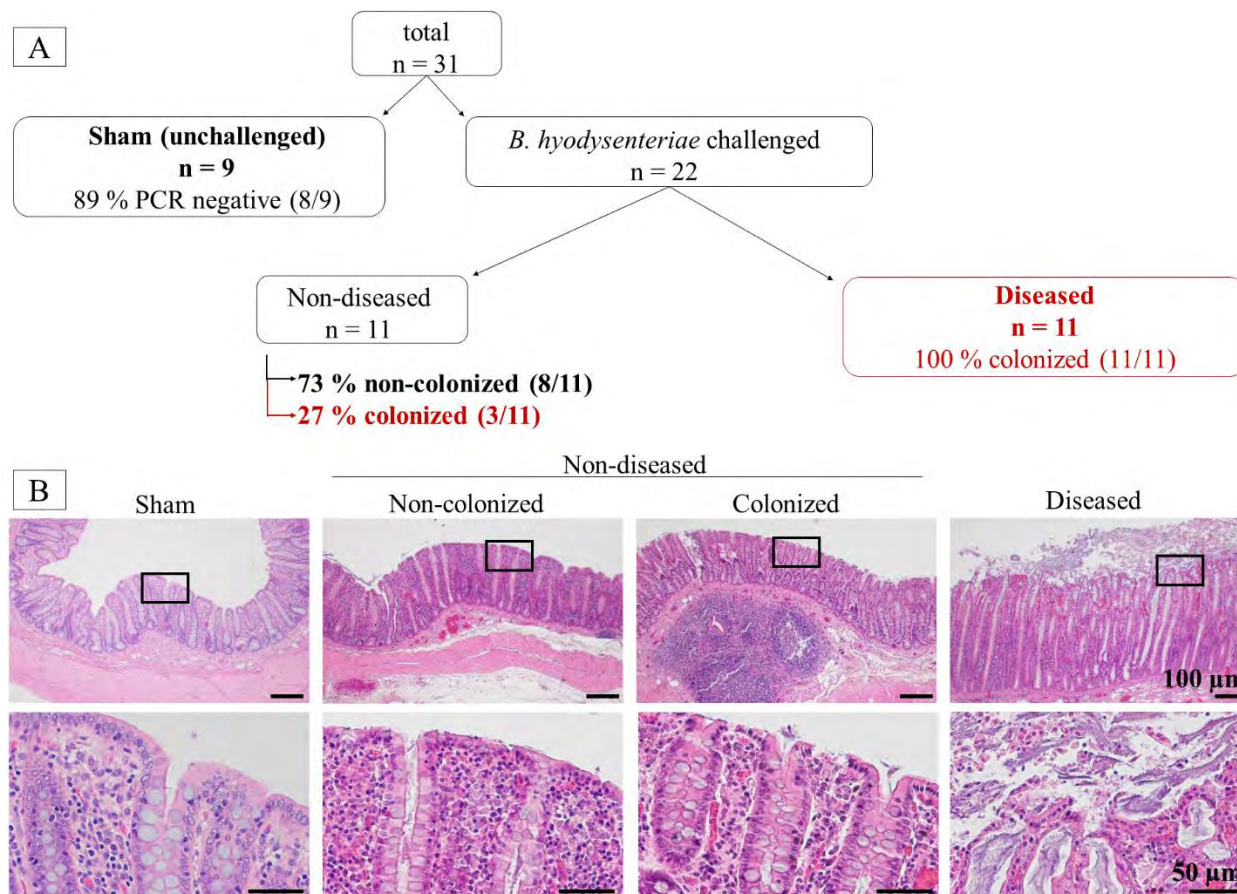 A
total
n = 31
Sham (unchallenged)
n = 9
89 % PCR negative (8/9)
B. hyodysenteriae challenged
n = 22
Non-diseased
n = 11
73 % non-colonized (8/11)
27 % colonized (3/11)
Diseased
n = 11
100 % colonized (11/11)
B
Non-diseased
Sham
Non-colonized
Colonized
Diseased
100 µm
50 µm